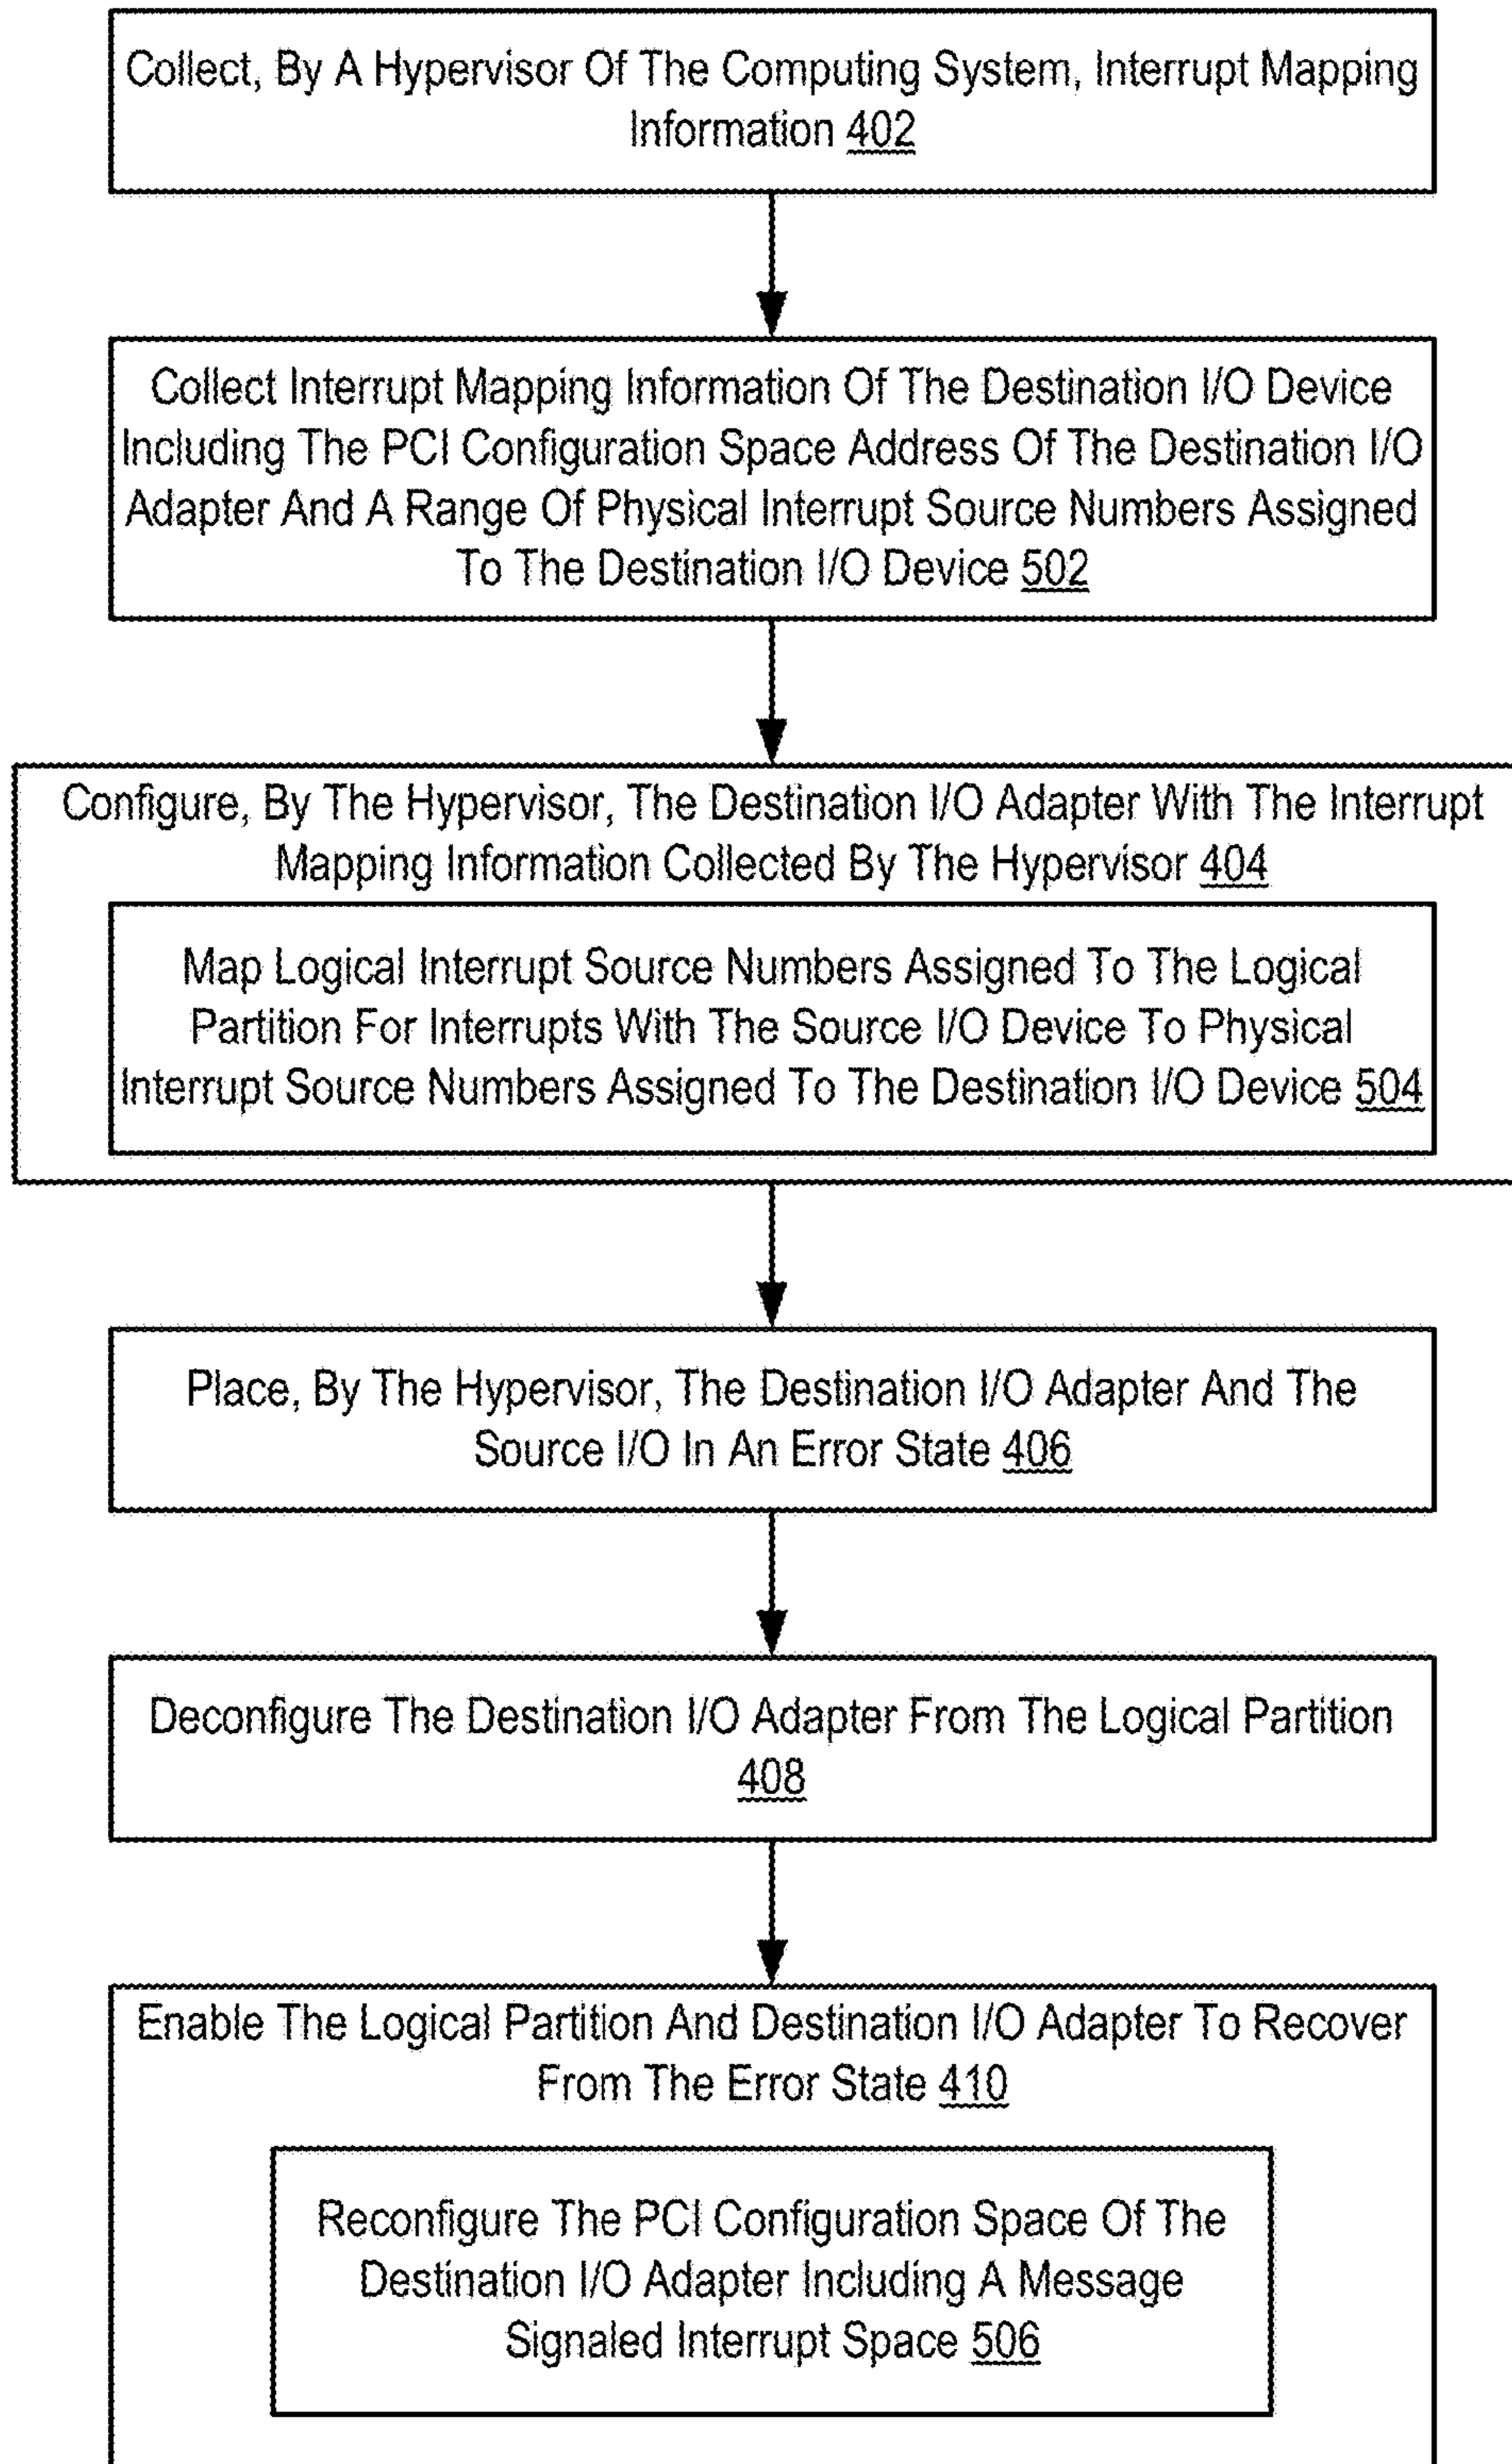 Collect, By A Hypervisor Of The Computing System, Interrupt Mapping
Information 402
Collect Interrupt Mapping Information Of The Destination I/O Device
Including The PCI Configuration Space Address Of The Destination I/O
Adapter And A Range Of Physical Interrupt Source Numbers Assigned
To The Destination I/O Device 502
Configure, By The Hypervisor, The Destination I/O Adapter With The Interrupt
Mapping Information Collected By The Hypervisor 404
Map Logical Interrupt Source Numbers Assigned To The Logical
Partition For Interrupts With The Source I/O Device To Physical
Interrupt Source Numbers Assigned To The Destination I/O Device 504
Place, By The Hypervisor, The Destination I/O Adapter And The
Source I/O In An Error State 406
Deconfigure The Destination I/O Adapter From The Logical Partition
408
Enable The Logical Partition And Destination I/O Adapter To Recover
From The Error State 410
Reconfigure The PCI Configuration Space Of The
Destination I/O Adapter Including A Message
Signaled Interrupt Space 506